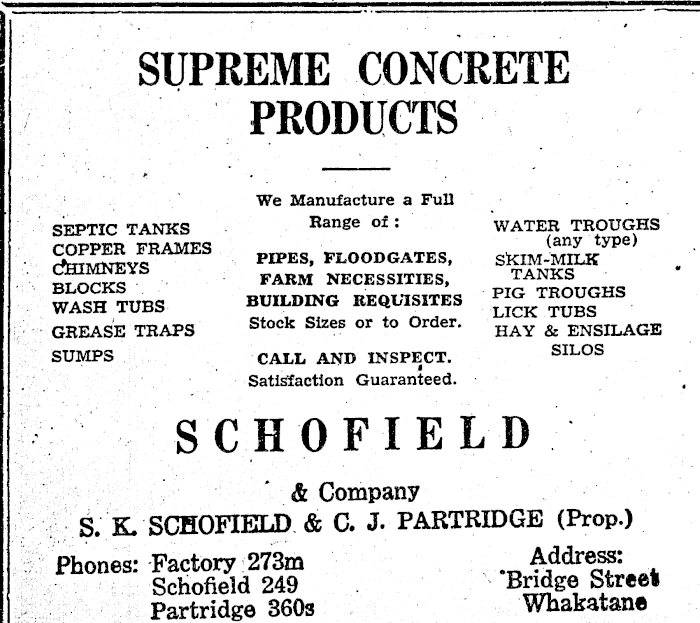 SUPREME CONCRETE
PRODUCTS
We Manufacture a Full
Range of :
SEPTIC TANKS
COPPER FRAMES
CHIMNEYS
BLOCKS
WASH TUBS
GREASE TRAPS
SUMPS
PIPES, FLOODGATES,
FARM NECESSITIES,
BUILDING REQUISITES
Stock Sizes or to Order.
CALL AND INSPECT.
Satisfaction Guaranteed.
WATER TROUGHS
(any type)
SKIM-MILK
TANKS
PIG TROUGHS
LICK TUBS
HAY & ENSILAGE
SILOS
SCHOFIELD
& Company
S. K. SCHOFIELD & C. J. PARTRIDGE (Prop.)
Phones: Factory 273m
Schofield 249
Partridge 360s
Address:
Bridge Street
Whakatane